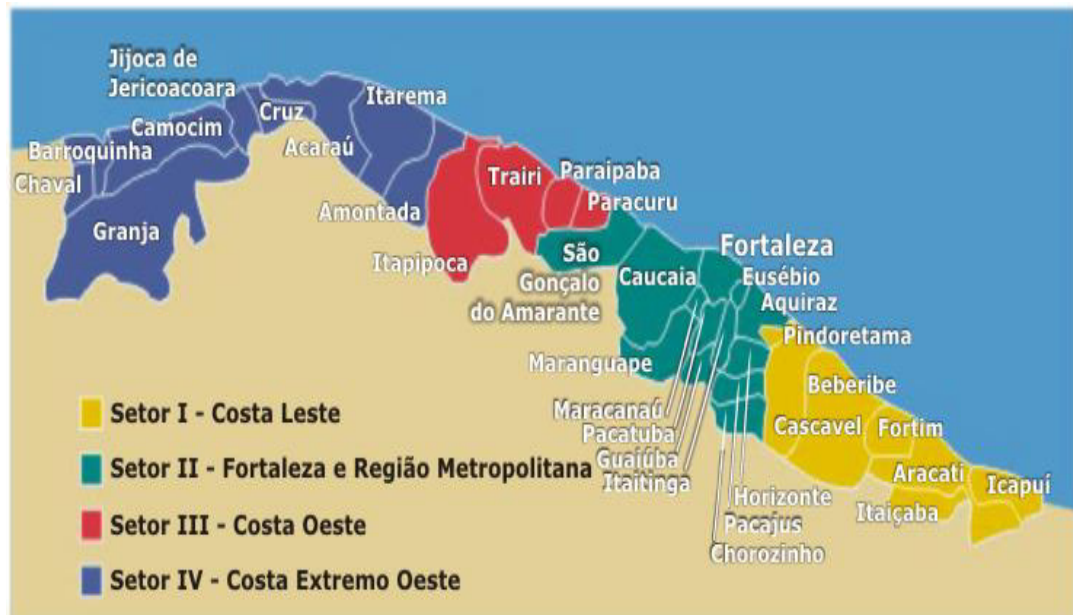 Jijoca de
Jericoacoara
Itarema
Cruz
Camocim
Acaraú
Barroquinha
Chaval
Trairi
Paraipaba
Paracuru
Amontada
Granja
Itapipoca
São
Gonçalo
do Amarante
Fortaleza
Caucaia
Eusébio
Aquiraz
Pindoretama
Maranguape
Beberibe
Maracanaú
Cascavel
Fortim
Pacatuba
Guaiúba
Itaitinga
Aracati
Icapuí
Horizonte
Itaiçaba
Pacajus
Chorozinho
Setor I - Costa Leste
Setor II - Fortaleza e Região Metropolitana
Setor III - Costa Oeste
Setor IV - Costa Extremo Oeste